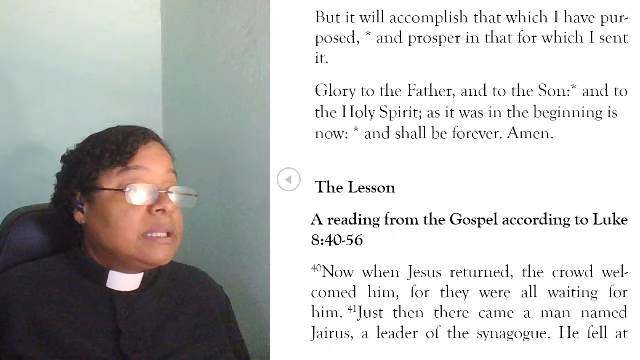 But it will accomplish that which I have pur-
posed, * and prosper in that for which I sent
it.
Glory to the Father, and to the Son:* and to
the Holy Spirit; as it was in the beginning is
now: * and shall be forever. Amen.
The Lesson
A reading from the Gospel according to Luke
8:40-56
⁴⁰Now when Jesus returned, the crowd wel-
comed him, for they were all waiting for
him. ⁴¹Just then there came a man named
Jairus, a leader of the synagogue. He fell at